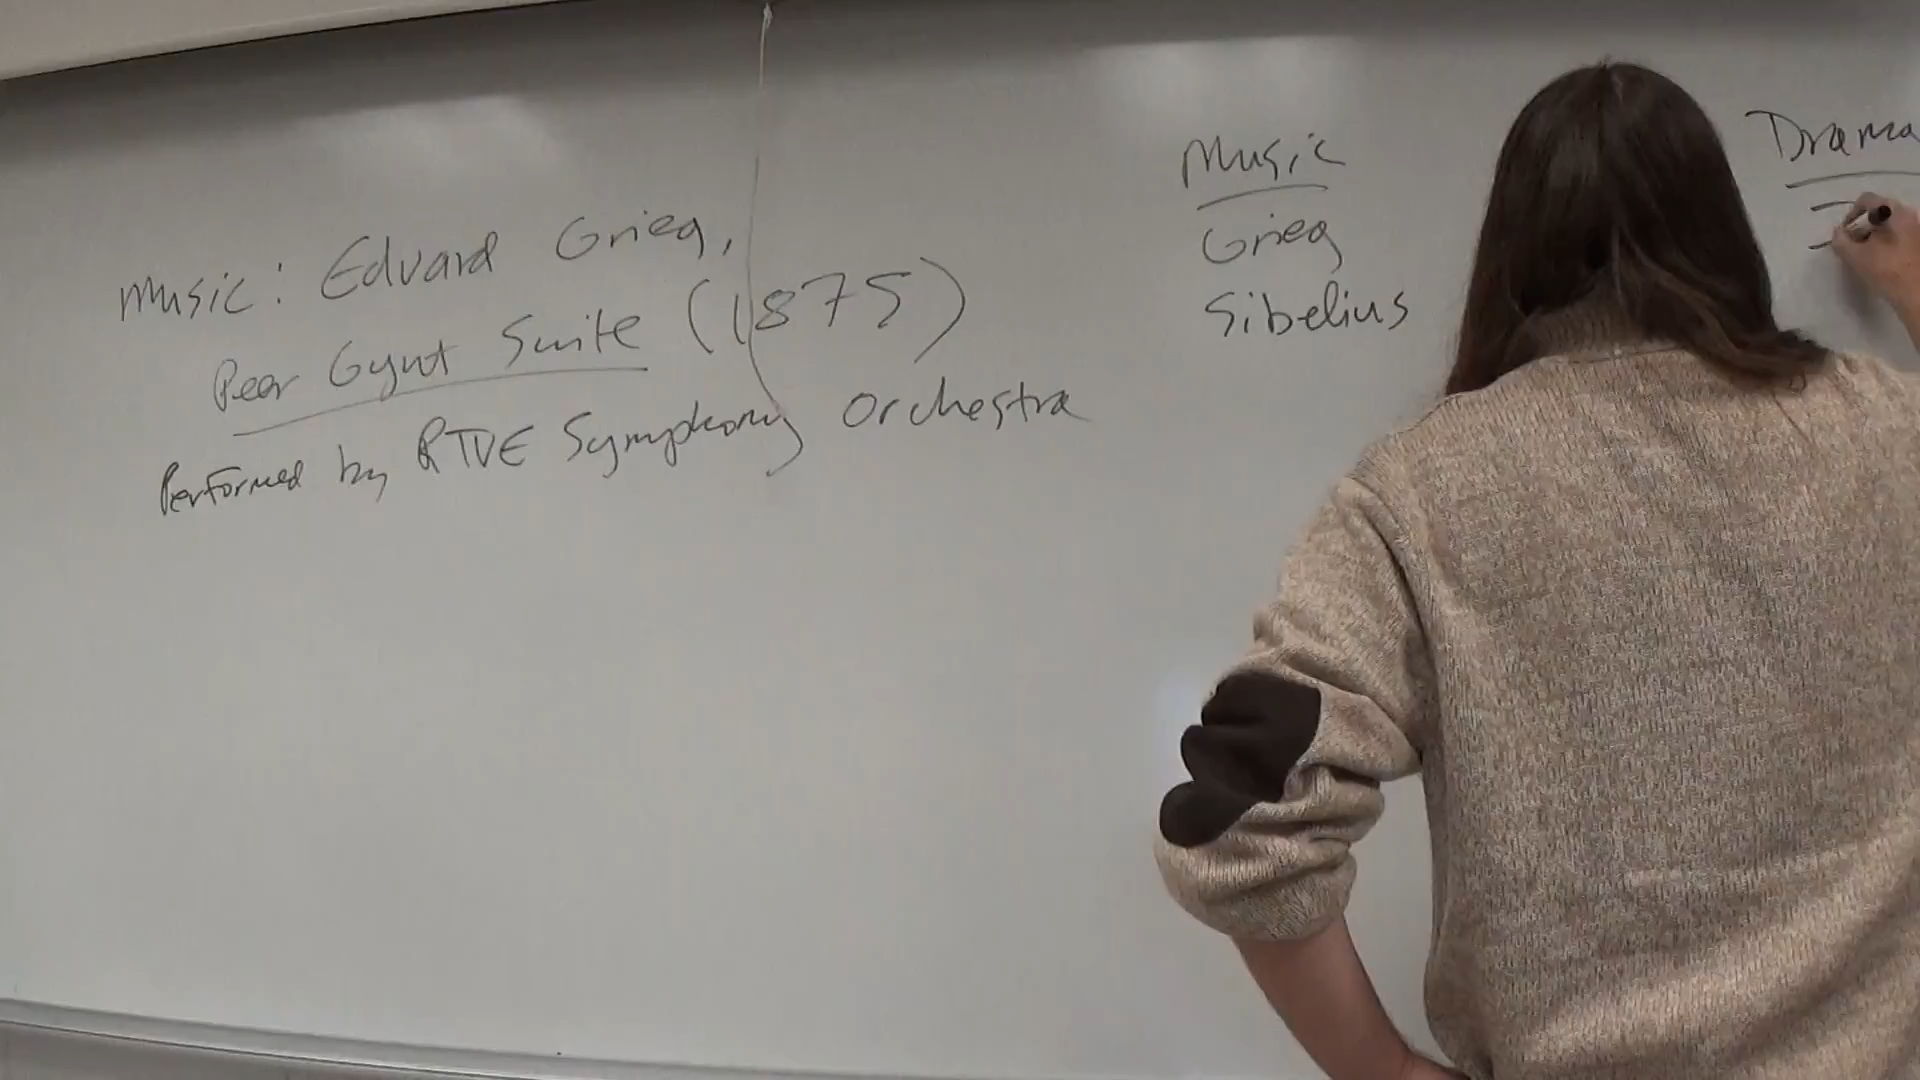 Music: Edvard Grieg,
Peer Gynt Suite (1875)
Performed by RTVE Symphony Orchestra
Music
Grieg
Sibelius
Drama